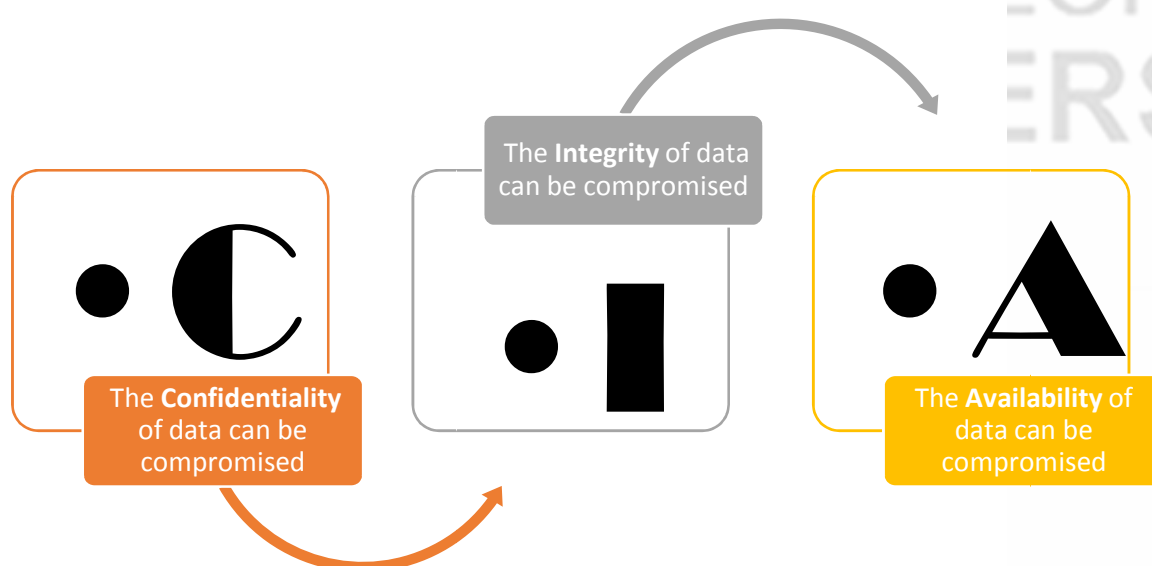 C
The Confidentiality
of data can be
compromised
The Integrity of data
can be compromised
I
A
The Availability of
data can be
compromised